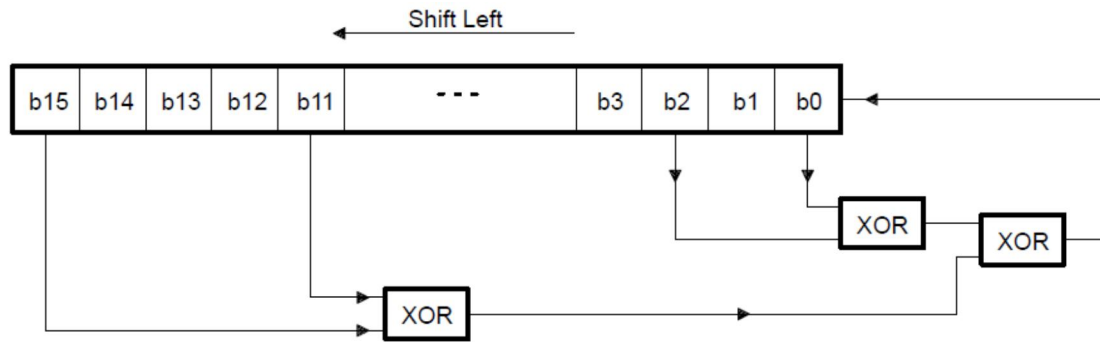 Shift Left
b15 b14 b13 b12 b11 --- b3 b2 b1 b0
XOR XOR
XOR